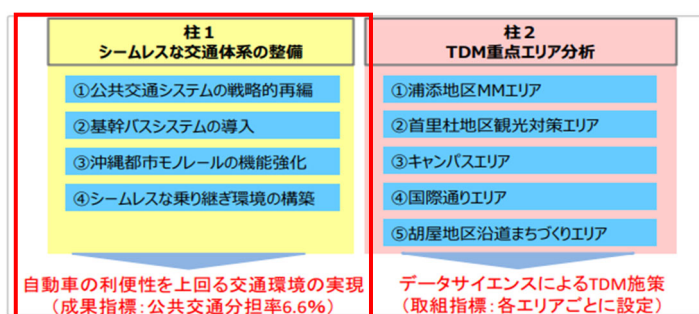 柱1
シームレスな交通体系の整備
①公共交通システムの戦略的再編
②基幹バスシステムの導入
③沖縄都市モノレールの機能強化
④シームレスな乗り継ぎ環境の構築
自動車の利便性を上回る交通環境の実現
(成果指標:公共交通分担率6.6%)
柱2
TDM重点エリア分析
①浦添地区MMエリア
②首里杜地区観光対策エリア
③キャンパスエリア
④国際通りエリア
⑤胡屋地区沿道まちづくりエリア
データサイエンスによるTDM施策
(取組指標:各エリアごとに設定)